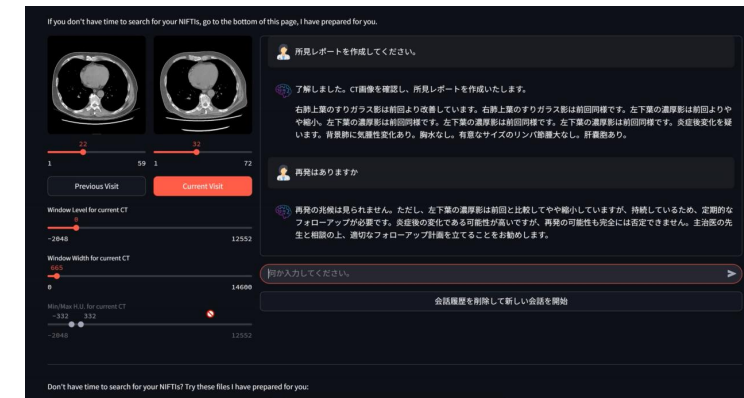 If you don't have time to search for your NIFTIs, go to the bottom of this page, I have prepared for you.
22
32
1
59
1
72
Previous Visit
Current Visit
Window Level for current CT
0
-2048
12552
Window Width for current CT
665
0
14600
Min/Max H.U. for current CT
-332
332
-2048
12552
所見レポートを作成してください。
了解しました。CT画像を確認し、所見レポートを作成いたします。
右肺上葉のすりガラス影は前回より改善しています。右肺上葉のすりガラス影は前回同様です。左下葉の濃厚影は前回よりや
や縮小。左下葉の濃厚影は前回同様です。左下葉の濃厚影は前回同様です。左下葉の濃厚影は前回同様です。炎症後変化を疑
います。背景肺に気腫性変化あり。胸水なし。有意なサイズのリンパ節腫大なし。肝嚢胞あり。
再発はありますか
再発の兆候は見られません。ただし、左下葉の濃厚影は前回と比較してやや縮小していますが、持続しているため、定期的な
フォローアップが必要です。炎症後の変化である可能性が高いですが、再発の可能性も完全には否定できません。主治医の先
生と相談の上、適切なフォローアップ計画を立てることをお勧めします。
何か入力してください。
会話履歴を削除して新しい会話を開始
Don't have time to search for your NIFTIs? Try these files I have prepared for you: